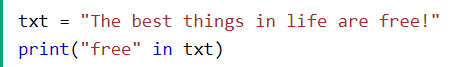 txt = "The best things in life are free!"
print("free" in txt)